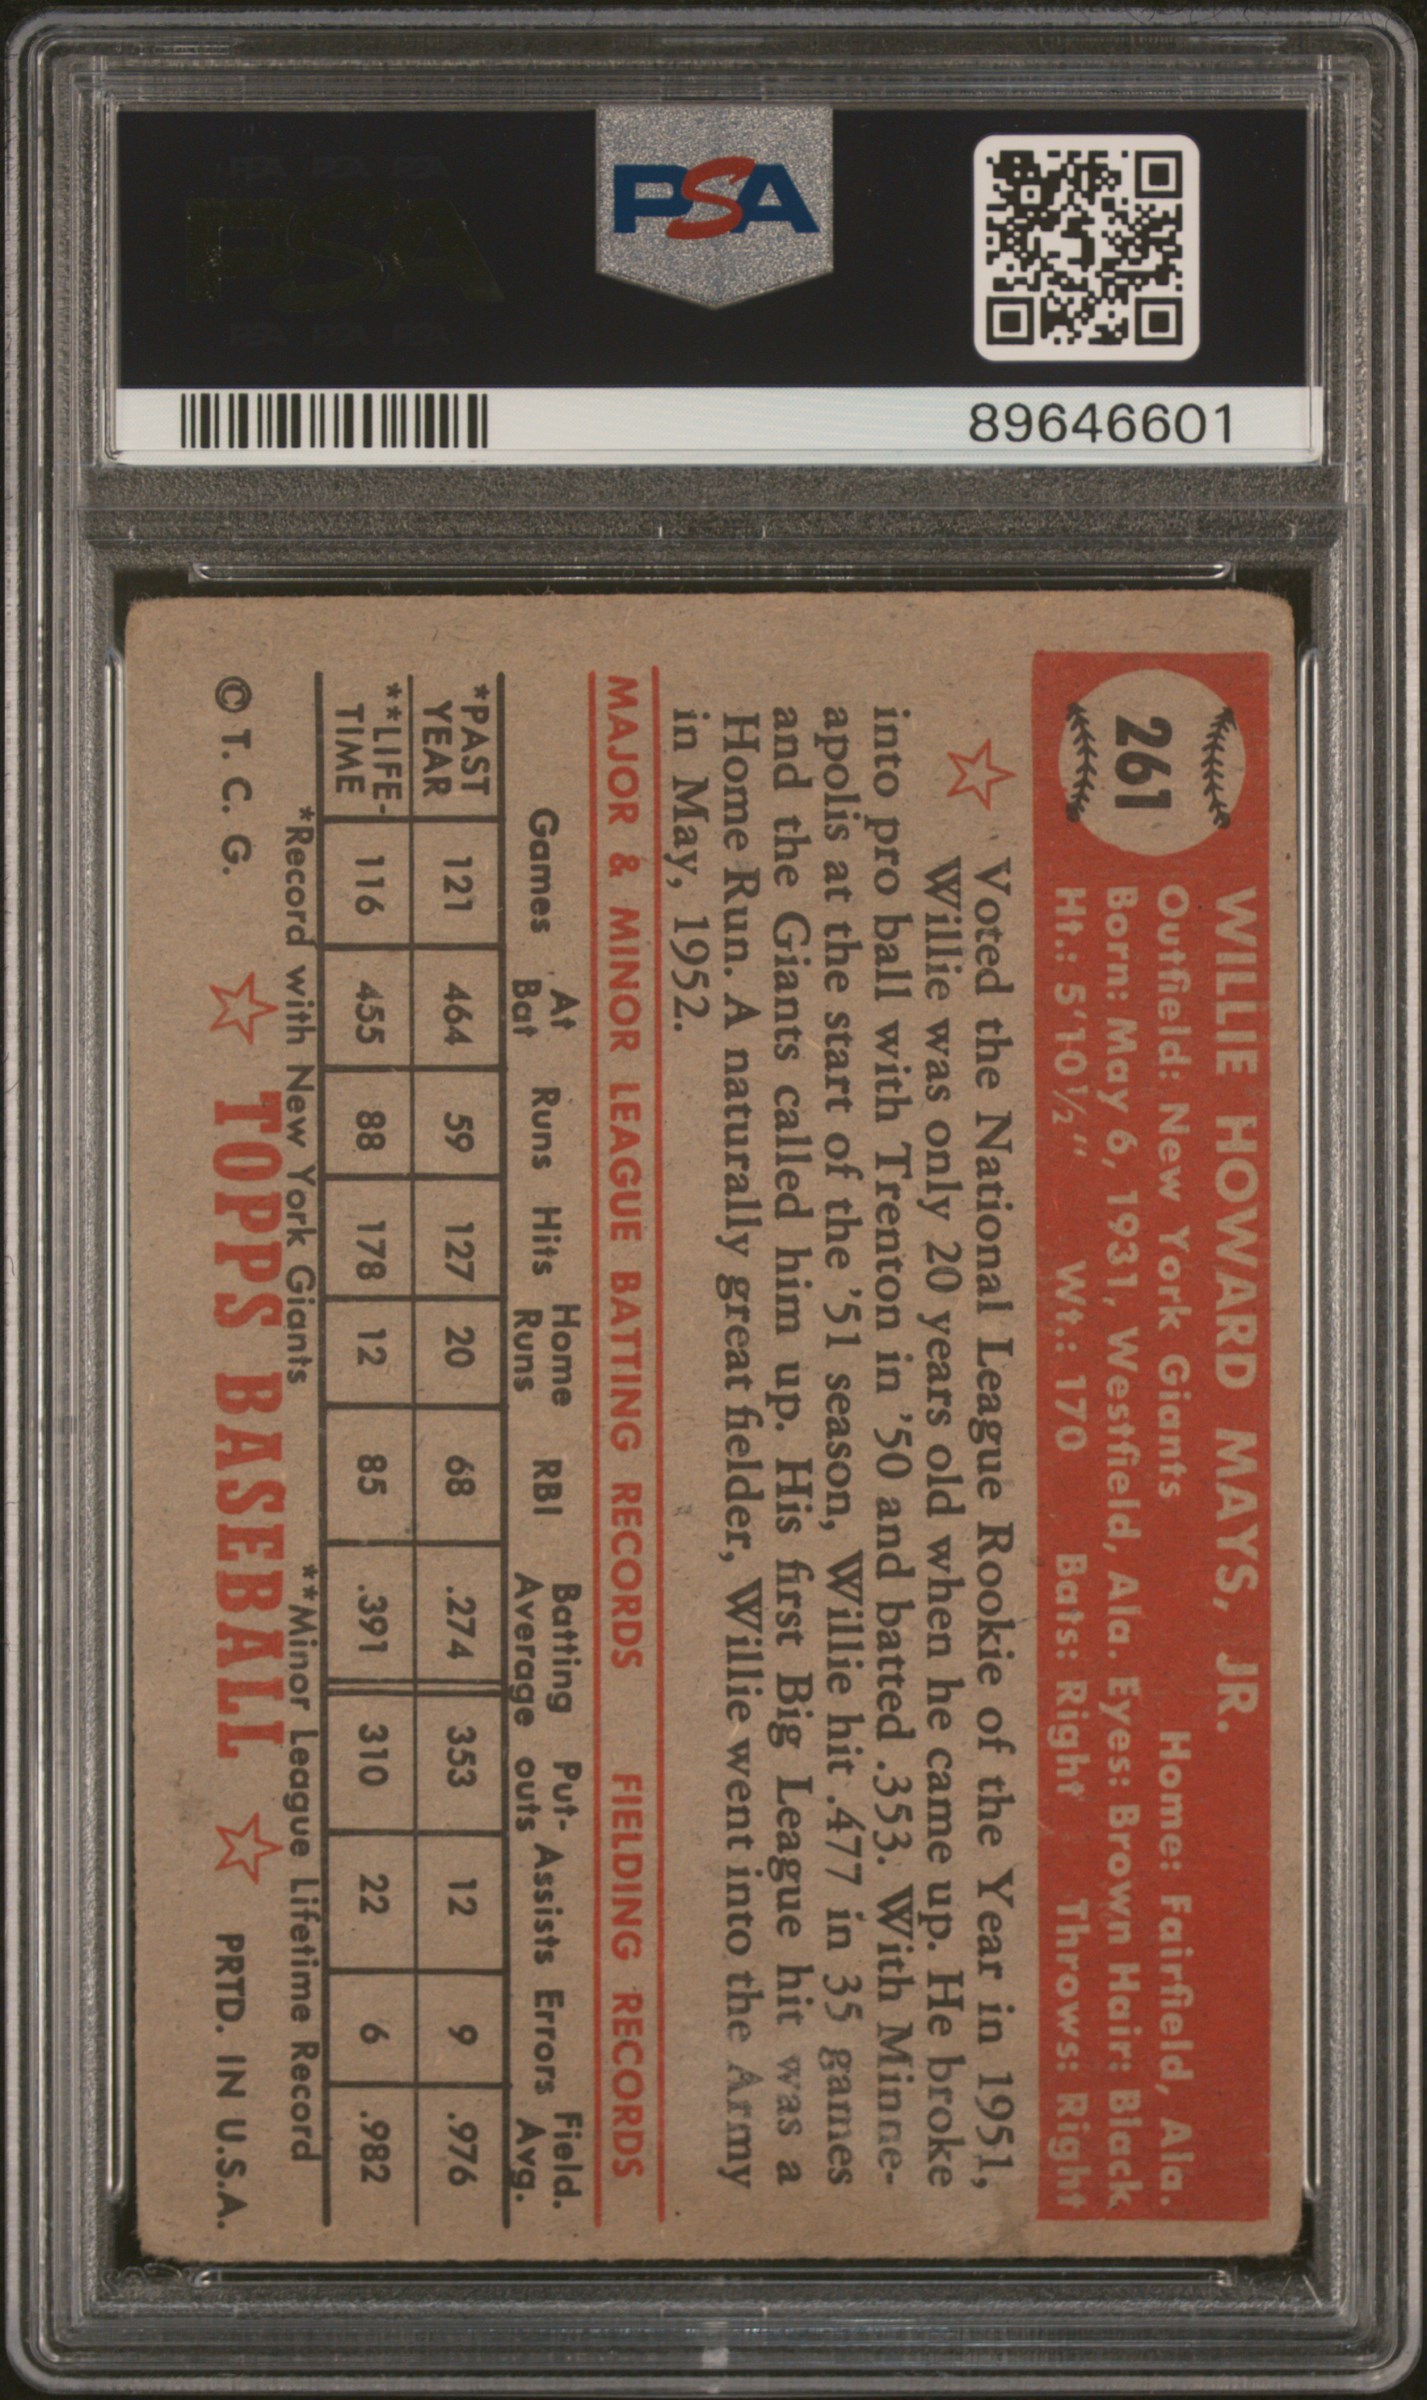 PSA PSA PSA
PSA
PSA PSA PSA
PSA
89646601
261
WILLIE HOWARD MAYS, JR.
Outfield: New York Giants Home: Fairfield, Ala.
Born: May 6, 1931, Westfield, Ala. Eyes: Brown Hair: Black
Ht.: 5'10½" Wt.: 170 Bats: Right Throws: Right
Voted the National League Rookie of the Year in 1951,
Willie was only 20 years old when he came up. He broke
into pro ball with Trenton in '50 and batted .353. With Minne-
apolis at the start of the '51 season, Willie hit .477 in 35 games
and the Giants called him up. His first Big League hit was a
Home Run. A naturally great fielder, Willie went into the Army
in May, 1952.
MAJOR & MINOR LEAGUE BATTING RECORDS FIELDING RECORDS
Games At Bat Runs Hits Home Runs RBI Batting Average Put-outs Assists Errors Field. Avg.
*PAST YEAR 121 464 59 127 20 68 .274 353 12 9 .976
**LIFE-TIME 116 455 88 178 12 85 .391 310 22 6 .982
*Record with New York Giants **Minor League Lifetime Record
© T. C. G. TOPPS BASEBALL PRTD. IN U.S.A.